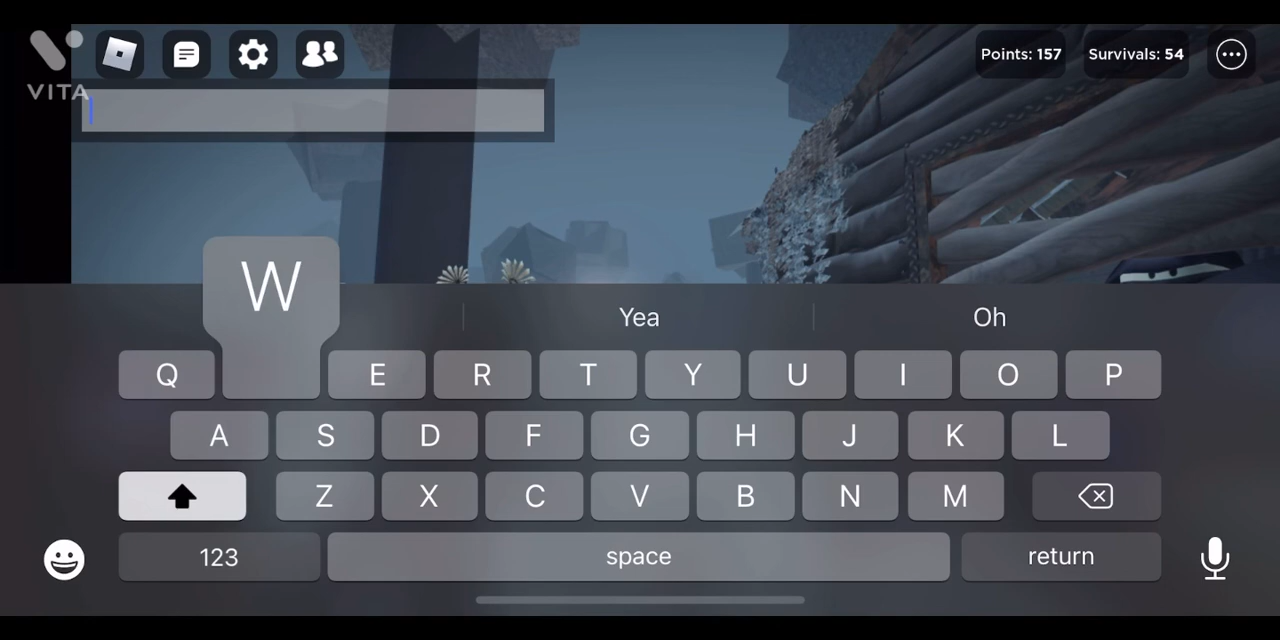 Points: 157 Survivals: 54
VITA
W Yea Oh
Q E R T Y U I O P
A S D F G H J K L
Z X C V B N M
123 space return